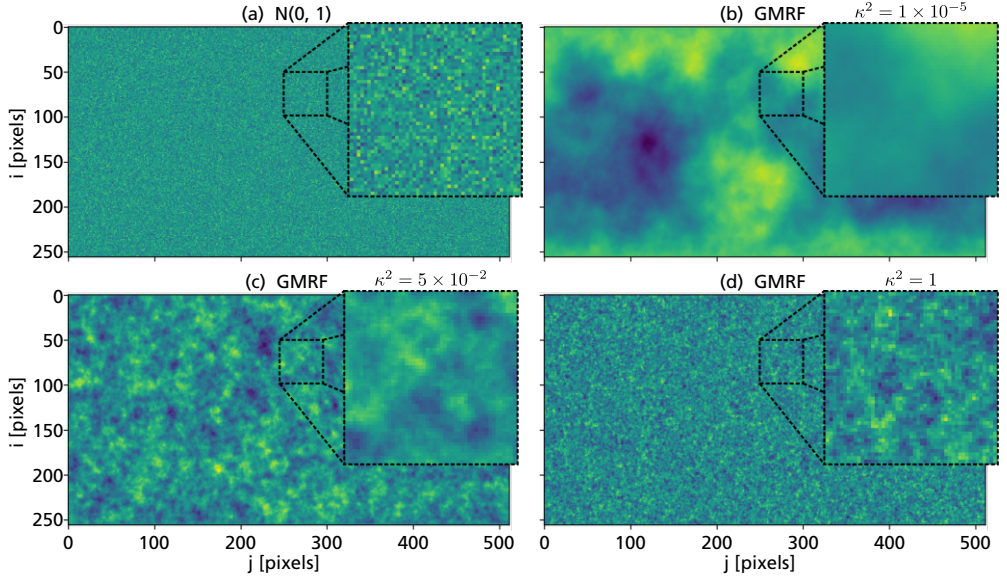 (a) N(0, 1)
(b) GMRF κ² = 1 × 10⁻⁵
0
50
100
150
200
250
i [pixels]
(c) GMRF κ² = 5 × 10⁻²
(d) GMRF κ² = 1
0
50
100
150
200
250
i [pixels]
0 100 200 300 400 500
j [pixels]
0 100 200 300 400 500
j [pixels]